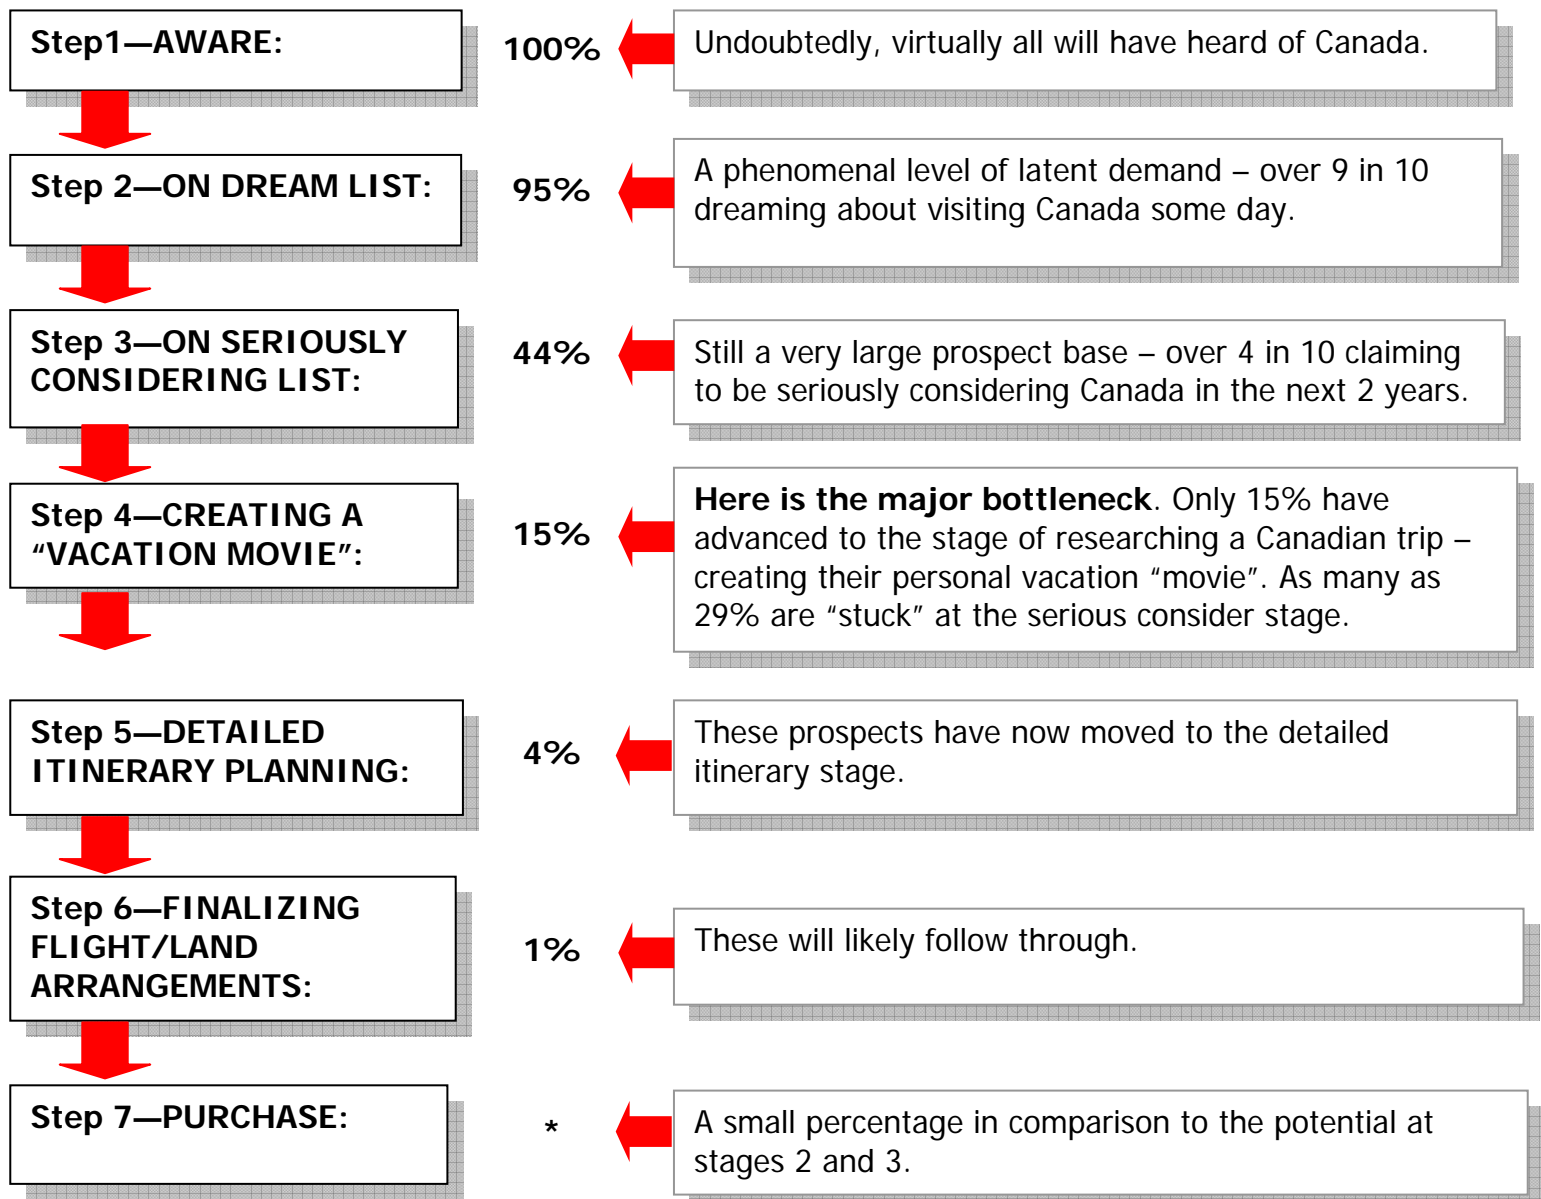 Step1—AWARE:
100%
Undoubtedly, virtually all will have heard of Canada.
Step 2—ON DREAM LIST:
95%
A phenomenal level of latent demand – over 9 in 10
dreaming about visiting Canada some day.
Step 3—ON SERIOUSLY
CONSIDERING LIST:
44%
Still a very large prospect base – over 4 in 10 claiming
to be seriously considering Canada in the next 2 years.
Step 4—CREATING A
“VACATION MOVIE”:
15%
Here is the major bottleneck. Only 15% have
advanced to the stage of researching a Canadian trip –
creating their personal vacation “movie”. As many as
29% are “stuck” at the serious consider stage.
Step 5—DETAILED
ITINERARY PLANNING:
4%
These prospects have now moved to the detailed
itinerary stage.
Step 6—FINALIZING
FLIGHT/LAND
ARRANGEMENTS:
1%
These will likely follow through.
Step 7—PURCHASE:
*
A small percentage in comparison to the potential at
stages 2 and 3.